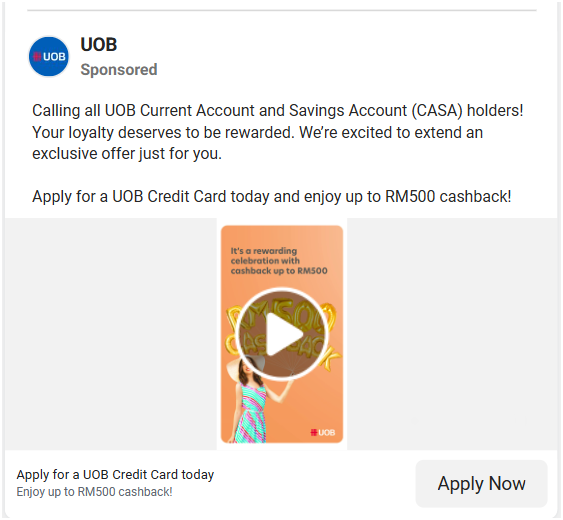 UOB
UOB
Sponsored
Calling all UOB Current Account and Savings Account (CASA) holders!
Your loyalty deserves to be rewarded. We’re excited to extend an
exclusive offer just for you.
Apply for a UOB Credit Card today and enjoy up to RM500 cashback!
It's a rewarding
celebration with
cashback up to RM500
RM500
CASHBACK
UOB
Apply for a UOB Credit Card today
Enjoy up to RM500 cashback!
Apply Now